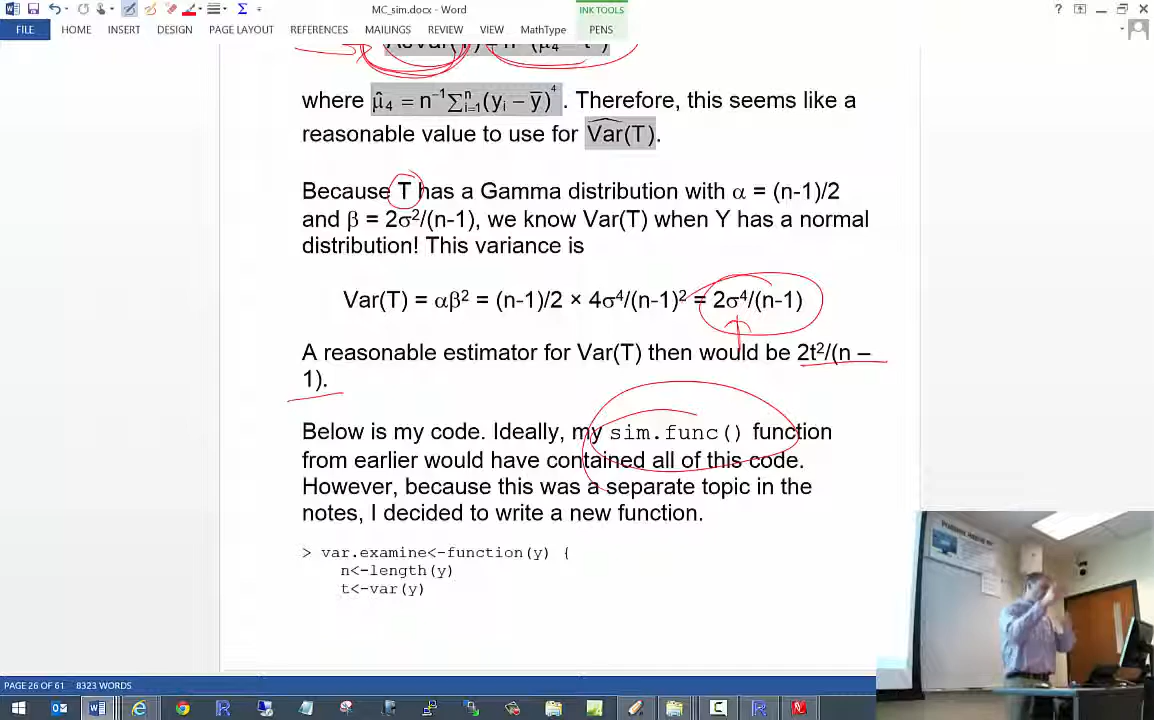 MC_sim.docx - Word
INK TOOLS
FILE HOME INSERT DESIGN PAGE LAYOUT REFERENCES MAILINGS REVIEW VIEW MathType PENS
where μ̂₄ = n⁻¹Σⁿᵢ₌₁(yᵢ − ȳ)⁴. Therefore, this seems like a
reasonable value to use for V̂ar(T).
Because T has a Gamma distribution with α = (n-1)/2
and β = 2σ²/(n-1), we know Var(T) when Y has a normal
distribution! This variance is
Var(T) = αβ² = (n-1)/2 × 4σ⁴/(n-1)² = 2σ⁴/(n-1)
A reasonable estimator for Var(T) then would be 2t²/(n –
1).
Below is my code. Ideally, my sim.func() function
from earlier would have contained all of this code.
However, because this was a separate topic in the
notes, I decided to write a new function.
> var.examine<-function(y) {
n<-length(y)
t<-var(y)
PAGE 26 OF 61 8323 WORDS